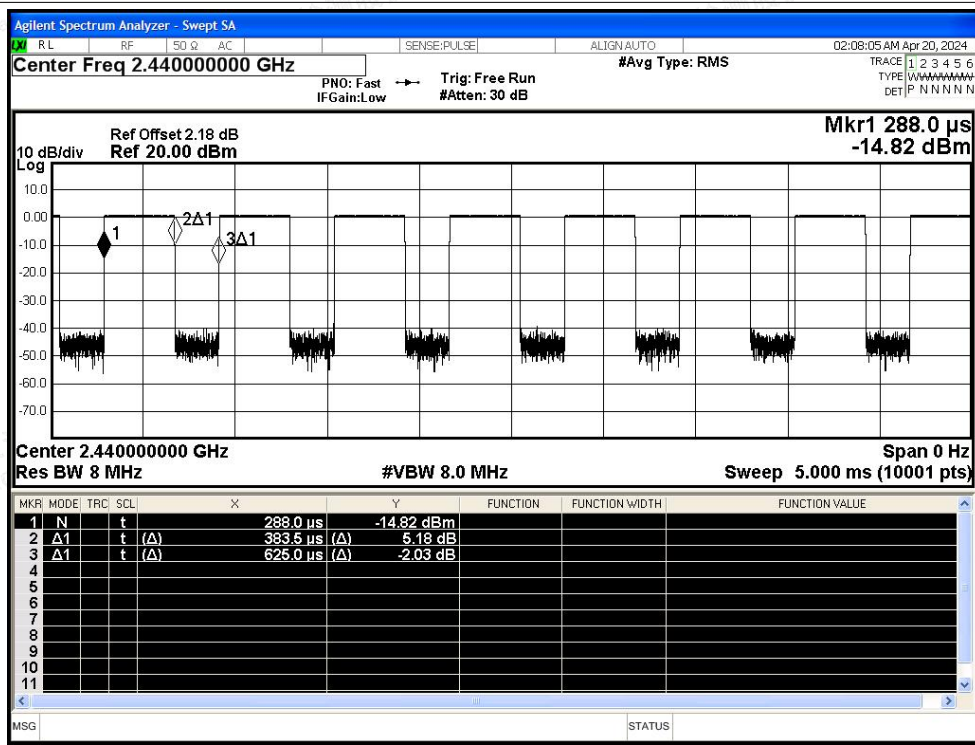 Agilent Spectrum Analyzer - Swept SA
LXI RL RF 50 Ω AC SENSE:PULSE ALIGN AUTO 02:08:05 AM Apr 20, 2024
Center Freq 2.440000000 GHz #Avg Type: RMS TRACE 1 2 3 4 5 6
PNO: Fast Trig: Free Run TYPE WWWWWW
IFGain:Low #Atten: 30 dB DET P N N N N N
Mkr1 288.0 µs
-14.82 dBm
Ref Offset 2.18 dB
10 dB/div Ref 20.00 dBm
Log
10.0
0.00
2Δ1
1
3Δ1
-10.0
-20.0
-30.0
-40.0
-50.0
-60.0
-70.0
Center 2.440000000 GHz Span 0 Hz
Res BW 8 MHz #VBW 8.0 MHz Sweep 5.000 ms (10001 pts)
MKR MODE TRC SCL X Y FUNCTION FUNCTION WIDTH FUNCTION VALUE
1 N t 288.0 µs -14.82 dBm
2 Δ1 t (Δ) 383.5 µs (Δ) 5.18 dB
3 Δ1 t (Δ) 625.0 µs (Δ) -2.03 dB
4
5
6
7
8
9
10
11
MSG STATUS